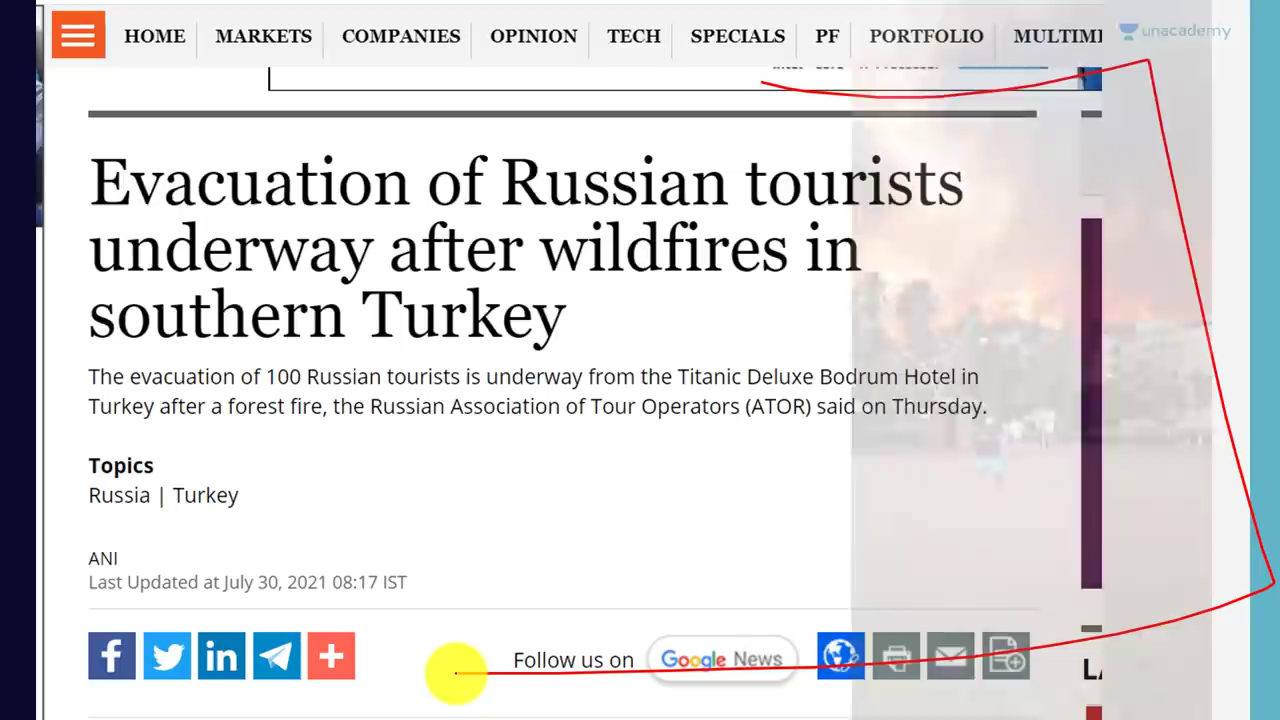 HOME MARKETS COMPANIES OPINION TECH SPECIALS PF PORTFOLIO
unacademy
Evacuation of Russian tourists
underway after wildfires in
southern Turkey
The evacuation of 100 Russian tourists is underway from the Titanic Deluxe Bodrum Hotel in
Turkey after a forest fire, the Russian Association of Tour Operators (ATOR) said on Thursday.
Topics
Russia | Turkey
ANI
Last Updated at July 30, 2021 08:17 IST
Follow us on Google News